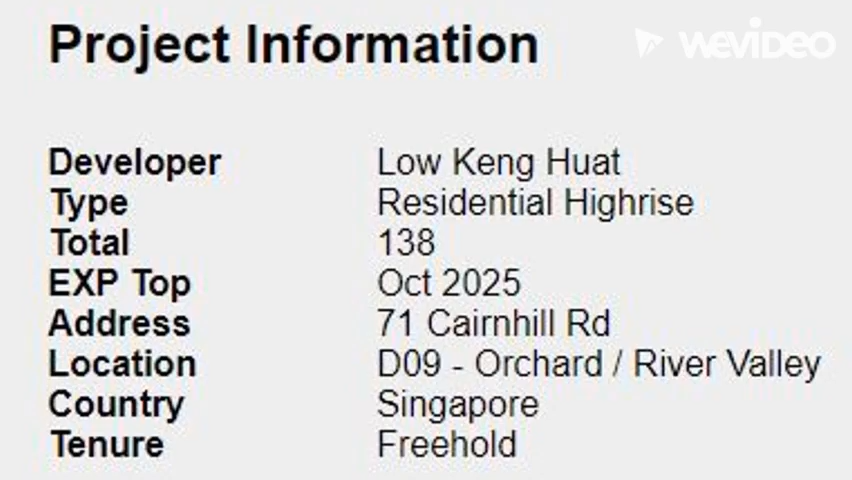 Project Information
WEVIDEO
Developer Low Keng Huat
Type Residential Highrise
Total 138
EXP Top Oct 2025
Address 71 Cairnhill Rd
Location D09 - Orchard / River Valley
Country Singapore
Tenure Freehold